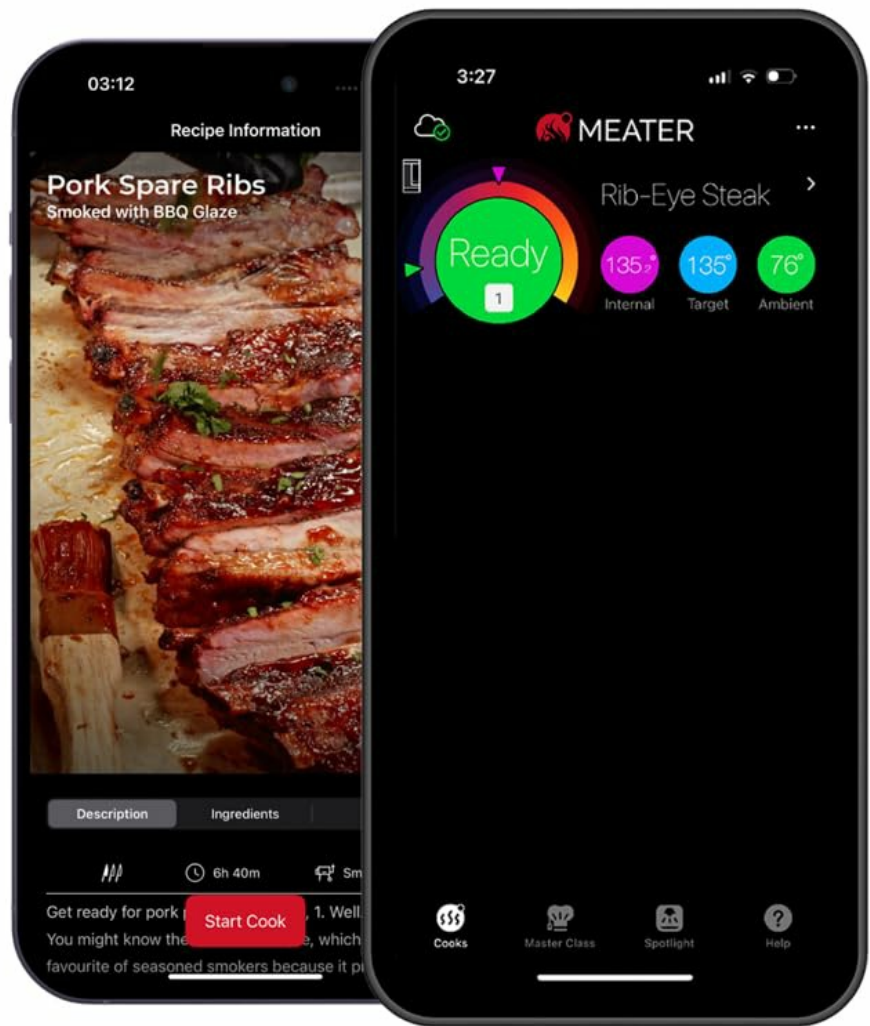 03:12
Recipe Information
Pork Spare Ribs
Smoked with BBQ Glaze
Description
Ingredients
6h 40m
Get ready for pork
, 1. Well
You might know the
, which
favourite of seasoned smokers because it
Start Cook
3:27
MEATER
Rib-Eye Steak
Ready
1
135.2°
Internal
135°
Target
76°
Ambient
Cooks
Master Class
Spotlight
Help